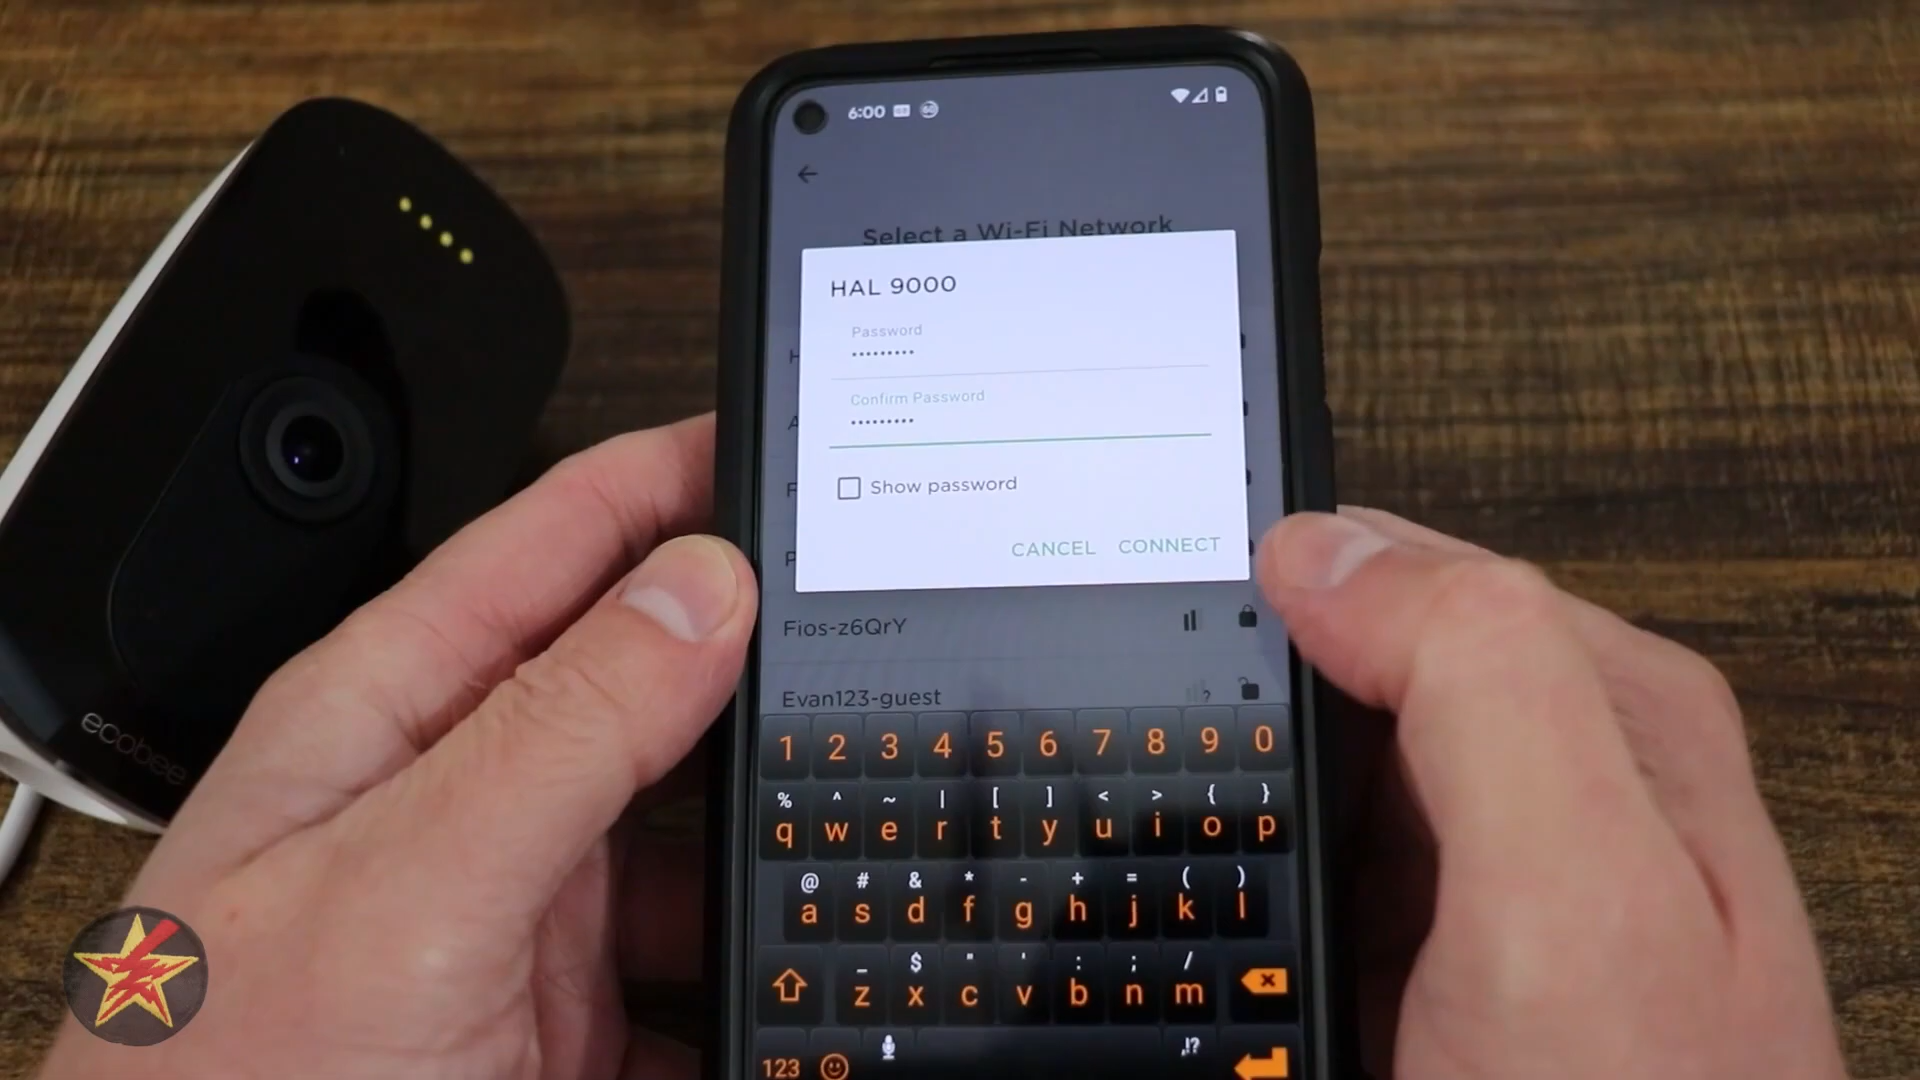 6:00
Select a Wi-Fi Network
HAL 9000
Password
Confirm Password
Show password
CANCEL CONNECT
Fios-z6QrY
Evan123-guest
1 2 3 4 5 6 7 8 9 0
% ^ ~ | [ ] < > { }
q w e r t y u i o p
@ # & * - + = ( )
a s d f g h j k l
_ $ " ' : ; /
z x c v b n m
,!?
123
ecobee